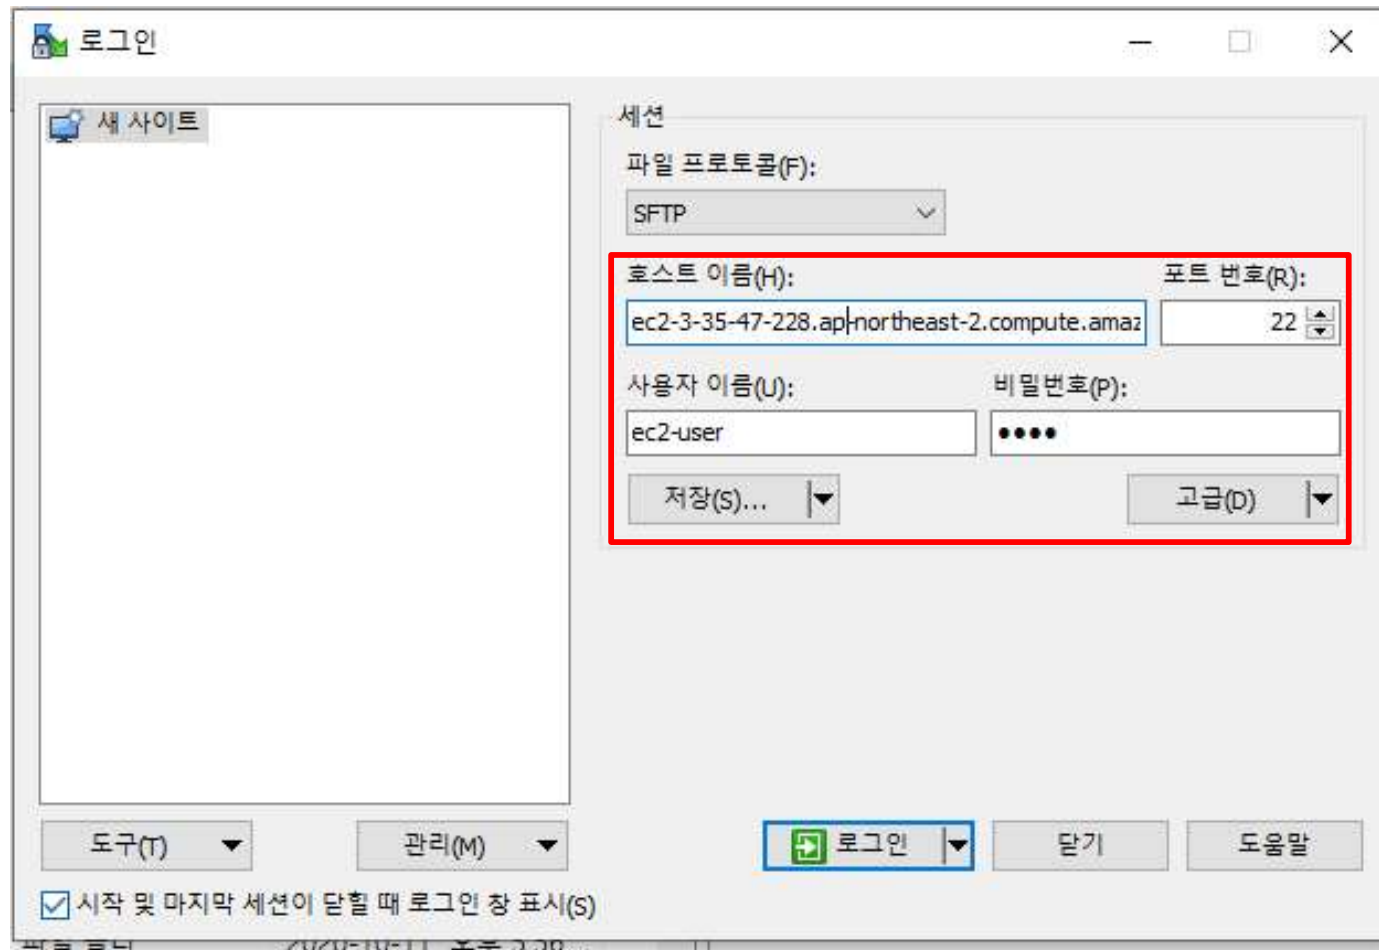 로그인
새 사이트
세션
파일 프로토콜(F):
SFTP
호스트 이름(H):
포트 번호(R):
ec2-3-35-47-228.ap-northeast-2.compute.amaz
22
사용자 이름(U):
비밀번호(P):
ec2-user
••••
저장(S)...
고급(D)
도구(T)
관리(M)
로그인
닫기
도움말
시작 및 마지막 세션이 닫힐 때 로그인 창 표시(S)